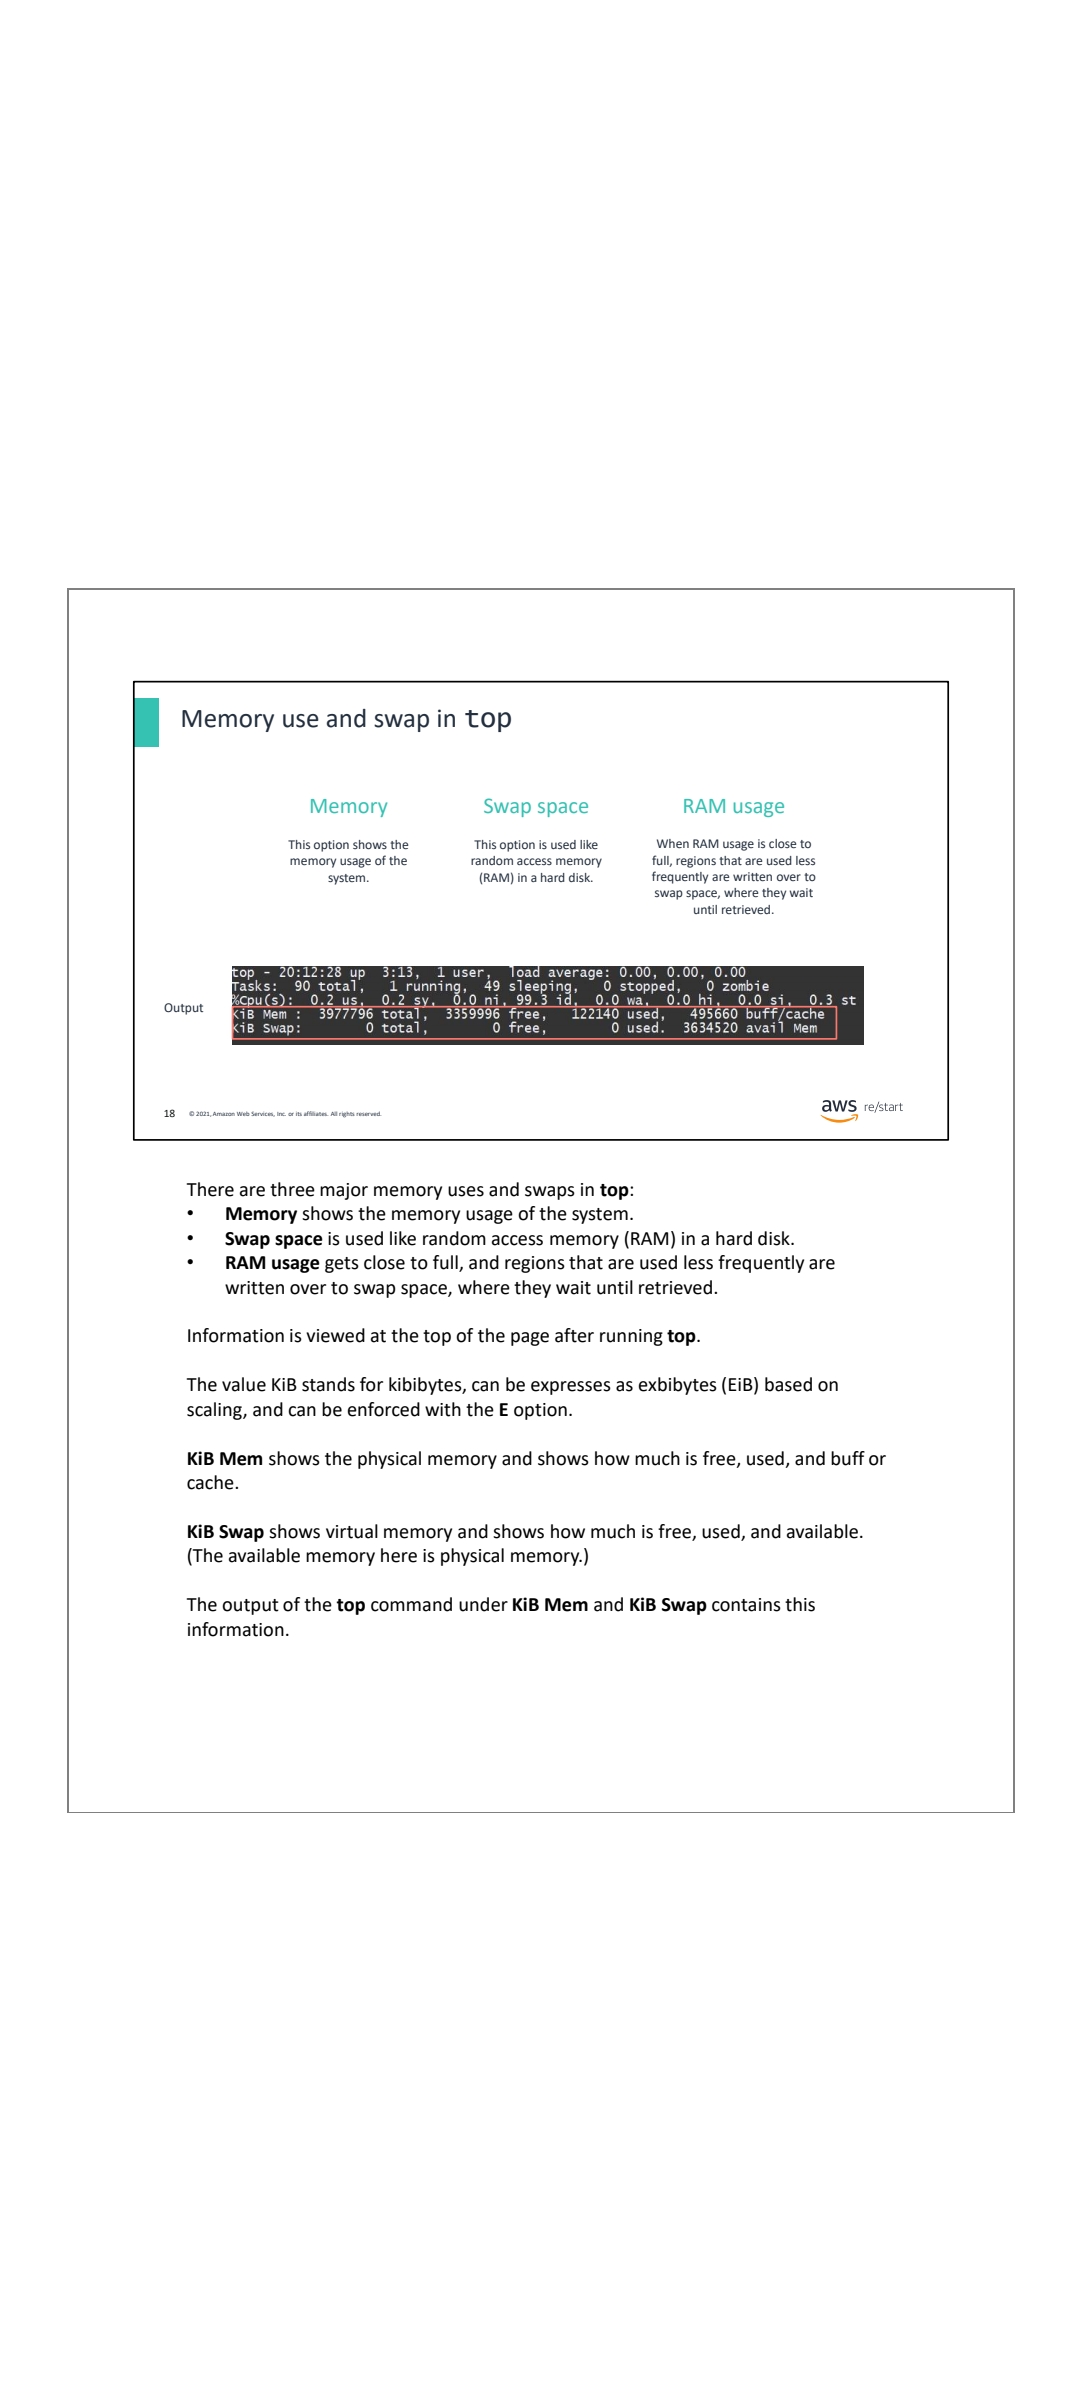 Memory use and swap in top
Memory
This option shows the
memory usage of the
system.
Swap space
This option is used like
random access memory
(RAM) in a hard disk.
RAM usage
When RAM usage is close to
full, regions that are used less
frequently are written over to
swap space, where they wait
until retrieved.
Output
top - 20:12:28 up  3:13,  1 user,  load average: 0.00, 0.00, 0.00
Tasks:  90 total,   1 running,  49 sleeping,   0 stopped,   0 zombie
%Cpu(s):  0.2 us,  0.2 sy,  0.0 ni, 99.3 id,  0.0 wa,  0.0 hi,  0.0 si,  0.3 st
KiB Mem :  3977796 total,  3359996 free,   122140 used,   495660 buff/cache
KiB Swap:        0 total,        0 free,        0 used.  3634520 avail Mem
18 © 2021, Amazon Web Services, Inc. or its affiliates. All rights reserved.
aws re/start
There are three major memory uses and swaps in top:
• Memory shows the memory usage of the system.
• Swap space is used like random access memory (RAM) in a hard disk.
• RAM usage gets close to full, and regions that are used less frequently are
written over to swap space, where they wait until retrieved.
Information is viewed at the top of the page after running top.
The value KiB stands for kibibytes, can be expresses as exbibytes (EiB) based on
scaling, and can be enforced with the E option.
KiB Mem shows the physical memory and shows how much is free, used, and buff or
cache.
KiB Swap shows virtual memory and shows how much is free, used, and available.
(The available memory here is physical memory.)
The output of the top command under KiB Mem and KiB Swap contains this
information.